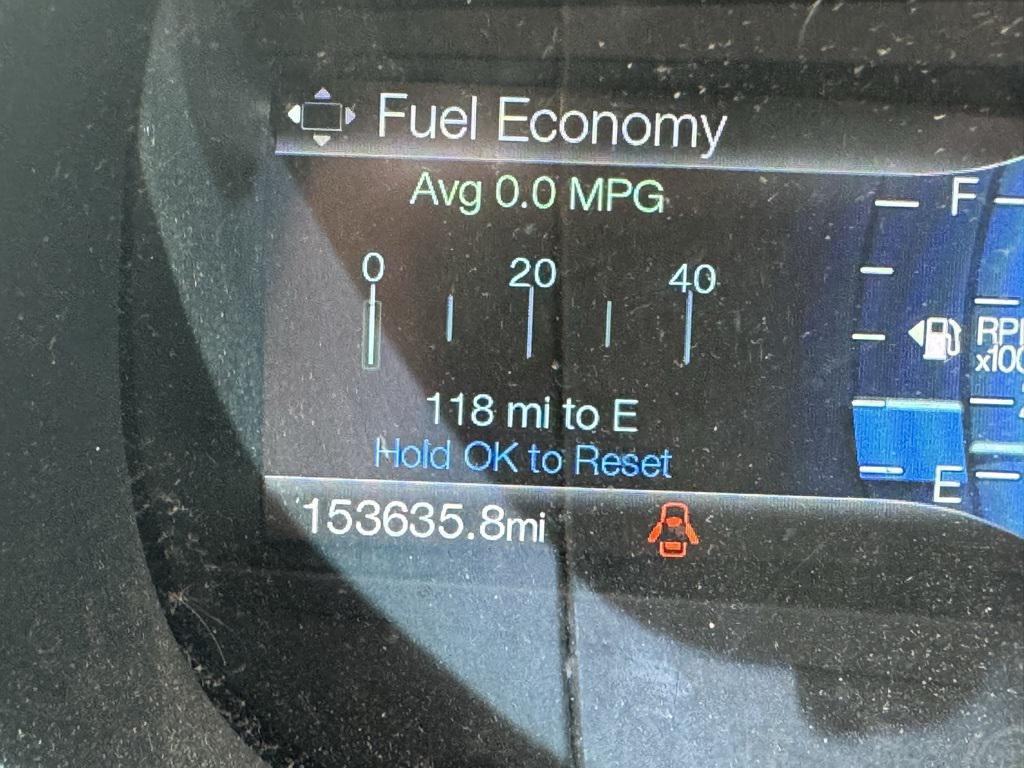 Fuel Economy
Avg 0.0 MPG
0 20 40
118 mi to E
Hold OK to Reset
153635.8mi
F
E